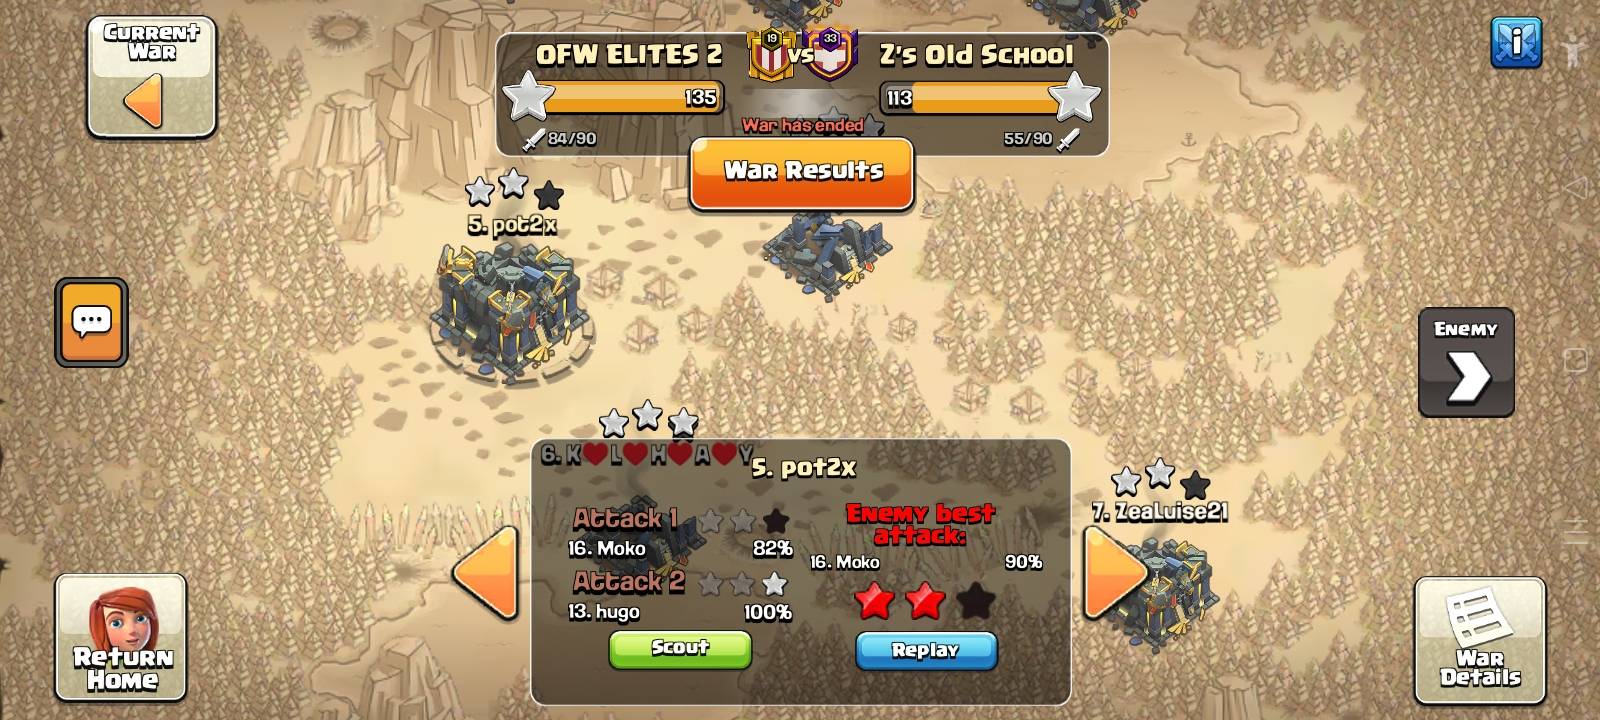 Current
War
OFW ELITES 2
19
vs
33
Z's Old School
135
113
84/90
War has ended
55/90
War Results
5. pot2x
Enemy
6. K❤L❤H❤A❤Y
5. pot2x
Attack 1
16. Moko
82%
Attack 2
13. hugo
100%
Scout
Enemy best
attack:
16. Moko
90%
Replay
7. ZeaLuise21
Return
Home
War
Details